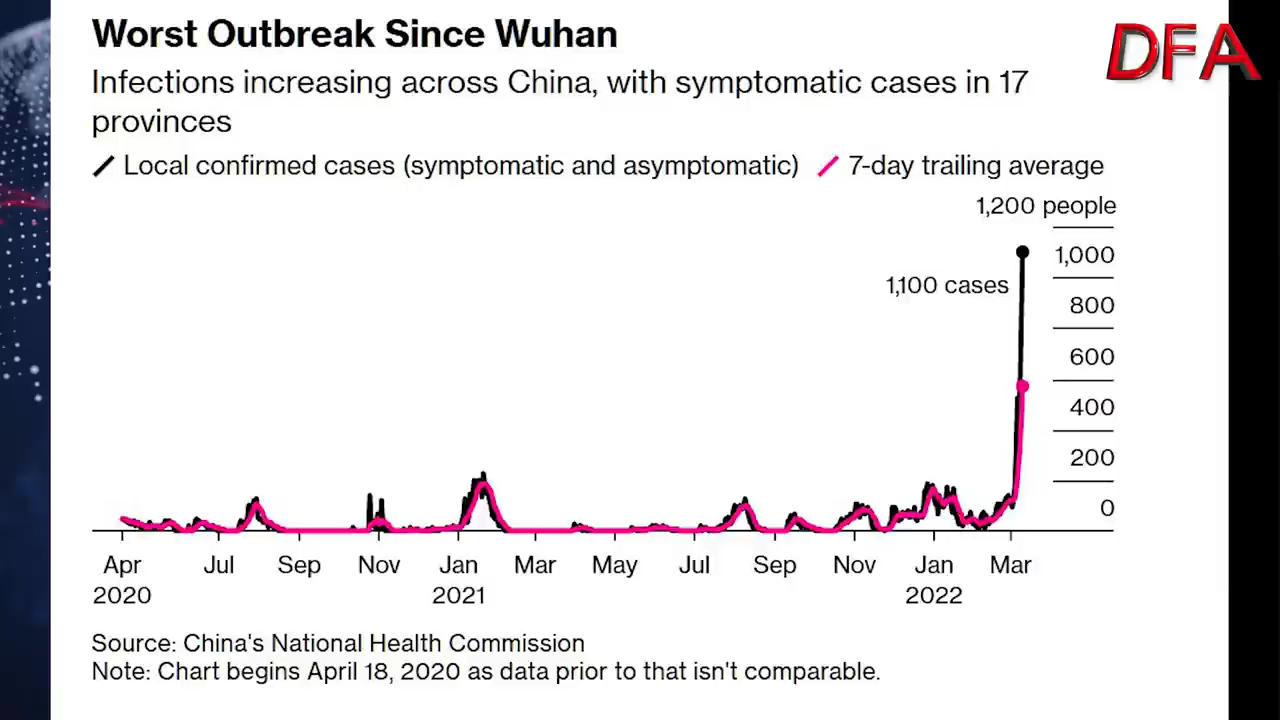 Worst Outbreak Since Wuhan
DFA
Infections increasing across China, with symptomatic cases in 17
provinces
Local confirmed cases (symptomatic and asymptomatic) 7-day trailing average
1,200 people
1,000
1,100 cases
800
600
400
200
0
Apr Jul Sep Nov Jan Mar May Jul Sep Nov Jan Mar
2020 2021 2022
Source: China's National Health Commission
Note: Chart begins April 18, 2020 as data prior to that isn't comparable.